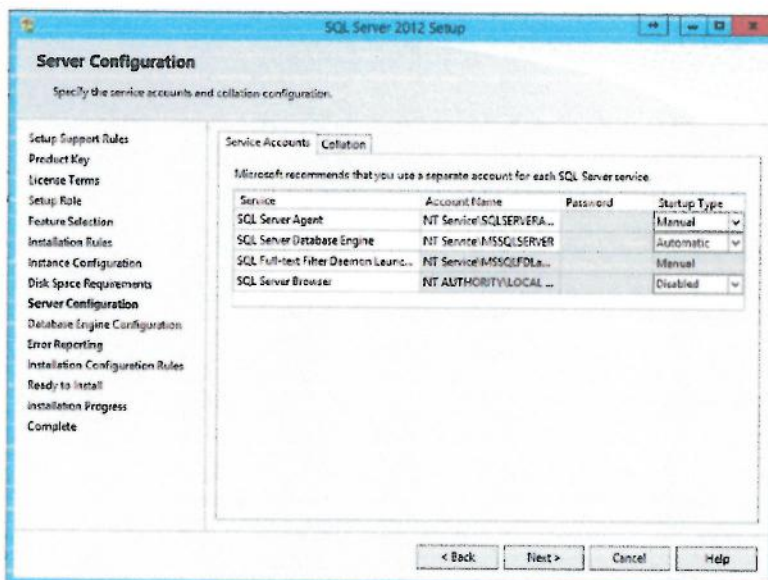 SQL Server 2012 Setup
Server Configuration
Specify the service accounts and collation configuration.
Setup Support Rules
Product Key
License Terms
Setup Role
Feature Selection
Installation Rules
Instance Configuration
Disk Space Requirements
Server Configuration
Database Engine Configuration
Error Reporting
Installation Configuration Rules
Ready to Install
Installation Progress
Complete
Service Accounts Collation
Microsoft recommends that you use a separate account for each SQL Server service.
Service Account Name Password Startup Type
SQL Server Agent NT Service\SQLSERVERA... Manual
SQL Server Database Engine NT Service\MSSQLSERVER Automatic
SQL Full-text Filter Daemon Launc... NT Service\MSSQLFDLa... Manual
SQL Server Browser NT AUTHORITY\LOCAL ... Disabled
< Back Next > Cancel Help